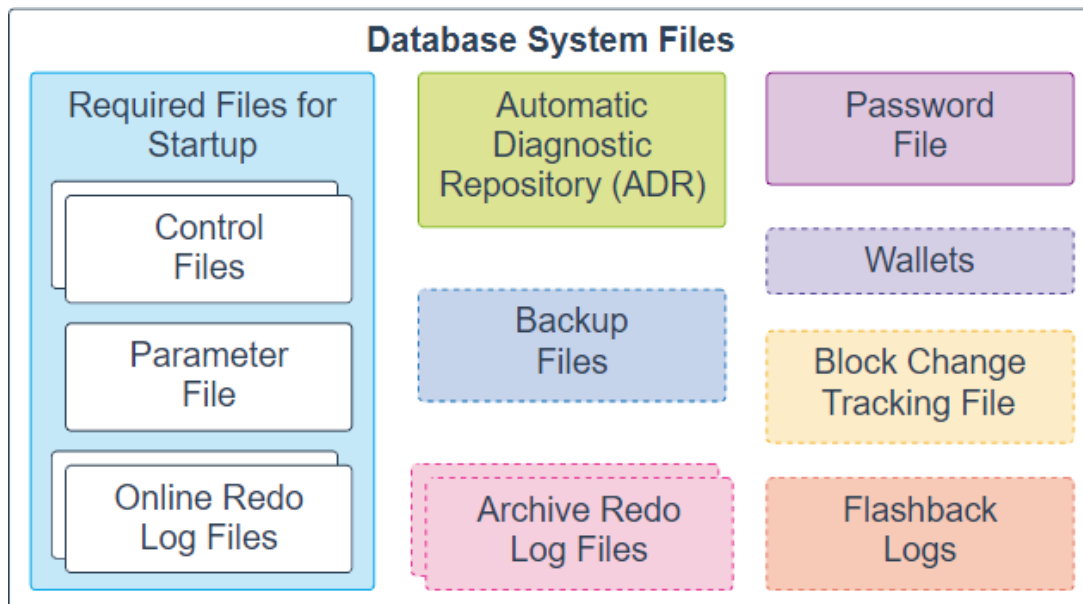 Database System Files
Required Files for
Startup
Control
Files
Parameter
File
Online Redo
Log Files
Automatic
Diagnostic
Repository (ADR)
Backup
Files
Archive Redo
Log Files
Password
File
Wallets
Block Change
Tracking File
Flashback
Logs